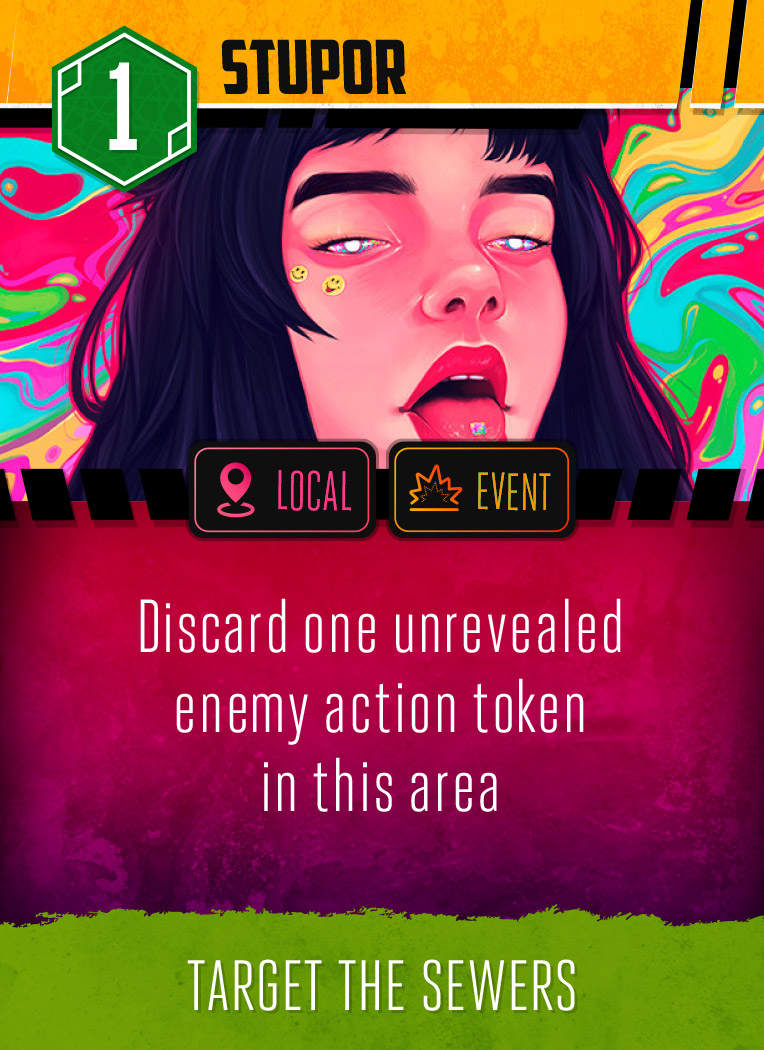 STUPOR
1
LOCAL
EVENT
Discard one unrevealed
enemy action token
in this area
TARGET THE SEWERS